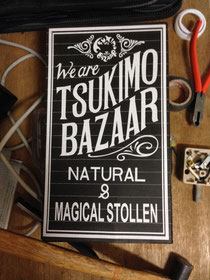 We are
TSUKIMO
BAZAAR
NATURAL
&
MAGICAL STOLLEN